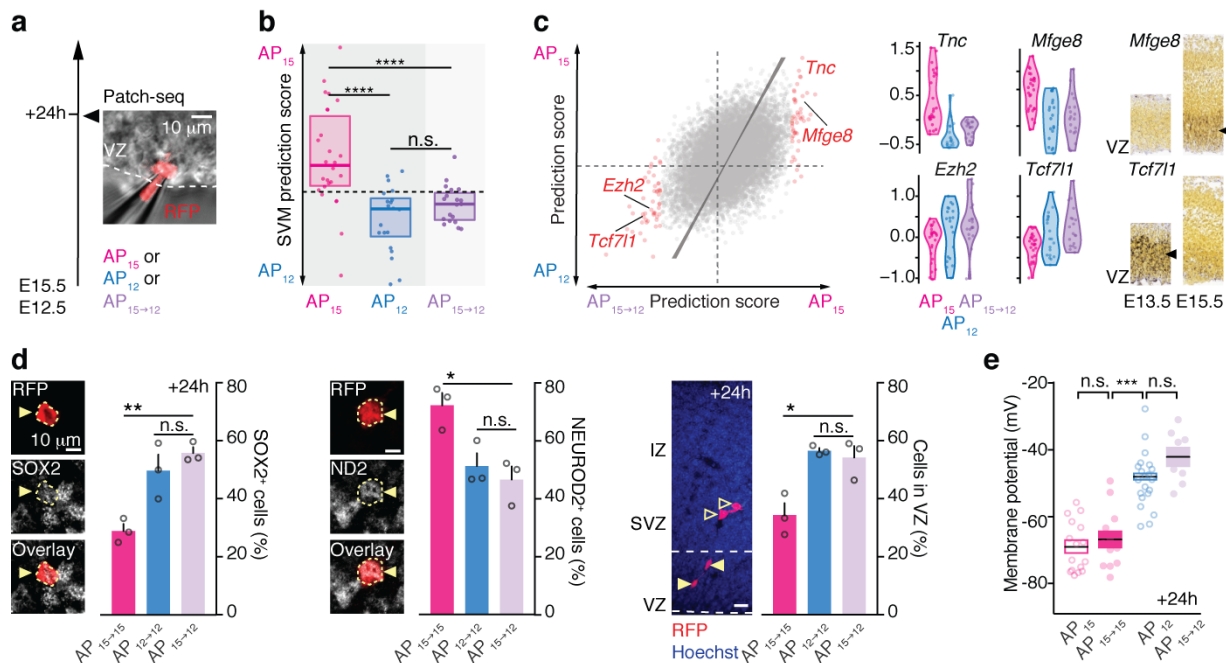 a
+24h
Patch-seq
10 μm
VZ
RFP
AP15 or
AP12 or
AP15→12
E15.5
E12.5
b
AP15
SVM prediction score
AP12
****
****
n.s.
AP15
AP12
AP15→12
c
AP15
Prediction score
AP12
Tnc
Mfge8
Ezh2
Tcf7l1
AP15→12
Prediction score
AP15
Tnc
Mfge8
1.5
0.5
−0.5
Ezh2
Tcf7l1
1.0
0.0
−1.0
AP15
AP15→12
AP12
Mfge8
VZ
Tcf7l1
VZ
E13.5
E15.5
d
RFP
10 μm
SOX2
Overlay
+24h
**
n.s.
80
60
40
20
0
SOX2+ cells (%)
AP15→15
AP12→12
AP15→12
RFP
ND2
Overlay
*
n.s.
80
60
40
20
0
NEUROD2+ cells (%)
AP15→15
AP12→12
AP15→12
+24h
IZ
SVZ
VZ
RFP
Hoechst
*
n.s.
80
60
40
20
0
Cells in VZ (%)
AP15→15
AP12→12
AP15→12
e
Membrane potential (mV)
-20
-40
-60
-80
n.s.
***
n.s.
+24h
AP15
AP15→15
AP12
AP15→12